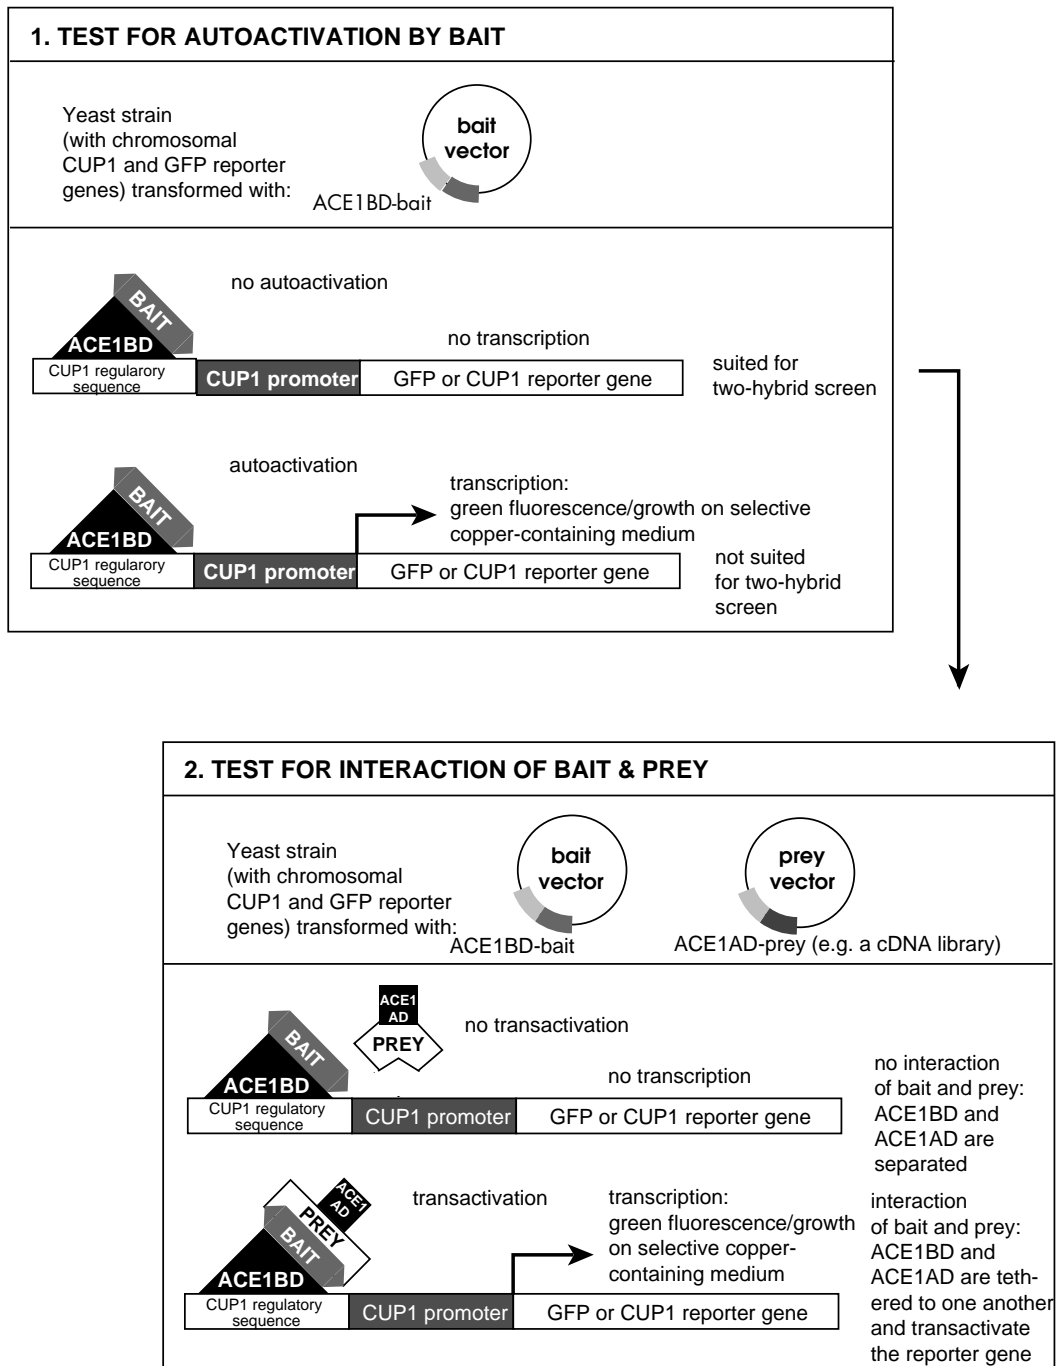 1. TEST FOR AUTOACTIVATION BY BAIT
Yeast strain
(with chromosomal
CUP1 and GFP reporter
genes) transformed with:
bait
vector
ACE1BD-bait
no autoactivation
BAIT
ACE1BD
no transcription
CUP1 regularory
sequence
CUP1 promoter
GFP or CUP1 reporter gene
suited for
two-hybrid screen
autoactivation
BAIT
ACE1BD
transcription:
green fluorescence/growth on selective
copper-containing medium
CUP1 regularory
sequence
CUP1 promoter
GFP or CUP1 reporter gene
not suited
for two-hybrid
screen
2. TEST FOR INTERACTION OF BAIT & PREY
Yeast strain
(with chromosomal
CUP1 and GFP reporter
genes) transformed with:
bait
vector
ACE1BD-bait
prey
vector
ACE1AD-prey (e.g. a cDNA library)
ACE1
AD
PREY
no transactivation
BAIT
ACE1BD
no transcription
CUP1 regulatory
sequence
CUP1 promoter
GFP or CUP1 reporter gene
no interaction
of bait and prey:
ACE1BD and
ACE1AD are
separated
ACE1
AD
PREY
BAIT
ACE1BD
transactivation
transcription:
green fluorescence/growth
on selective copper-
containing medium
CUP1 regulatory
sequence
CUP1 promoter
GFP or CUP1 reporter gene
interaction
of bait and prey:
ACE1BD and
ACE1AD are teth-
ered to one another
and transactivate
the reporter gene